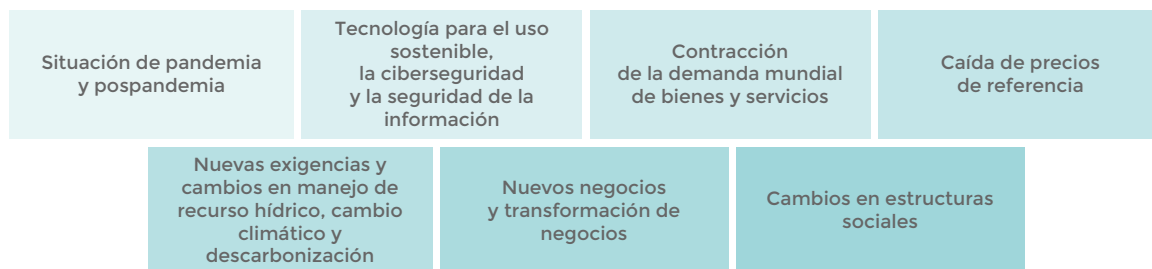 Situación de pandemia
y pospandemia
Tecnología para el uso
sostenible,
la ciberseguridad
y la seguridad de la
información
Contracción
de la demanda mundial
de bienes y servicios
Caída de precios
de referencia
Nuevas exigencias y
cambios en manejo de
recurso hídrico, cambio
climático y
descarbonización
Nuevos negocios
y transformación de
negocios
Cambios en estructuras
sociales